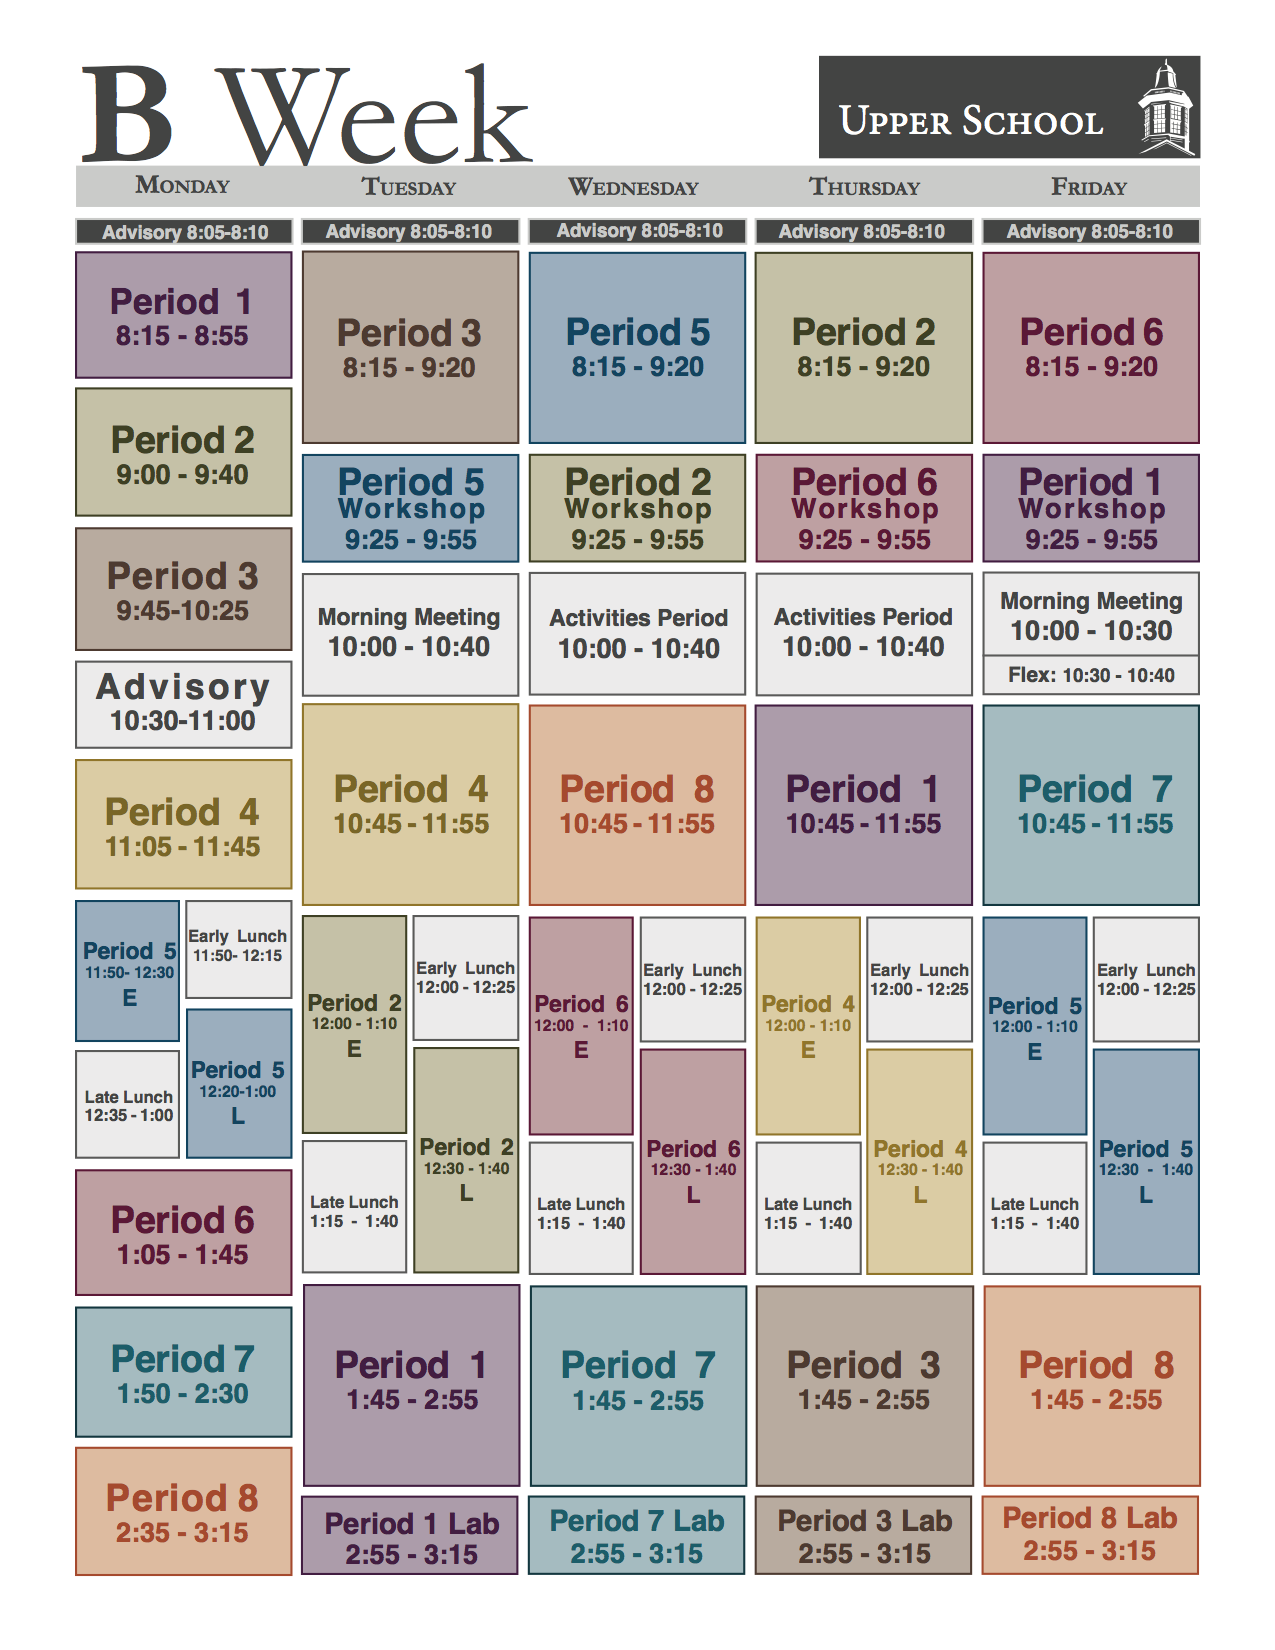 B Week
UPPER SCHOOL
MONDAY
TUESDAY
WEDNESDAY
THURSDAY
FRIDAY
Advisory 8:05-8:10
Period 1
8:15 - 8:55
Period 2
9:00 - 9:40
Period 3
9:45-10:25
Advisory
10:30-11:00
Period 4
11:05 - 11:45
Period 5
11:50- 12:30
E
Early Lunch
11:50- 12:15
Late Lunch
12:35 - 1:00
Period 5
12:20-1:00
L
Period 6
1:05 - 1:45
Period 7
1:50 - 2:30
Period 8
2:35 - 3:15
Advisory 8:05-8:10
Period 3
8:15 - 9:20
Period 5
Workshop
9:25 - 9:55
Morning Meeting
10:00 - 10:40
Period 4
10:45 - 11:55
Period 2
12:00 - 1:10
E
Early Lunch
12:00 - 12:25
Late Lunch
1:15 - 1:40
Period 2
12:30 - 1:40
L
Period 1
1:45 - 2:55
Period 1 Lab
2:55 - 3:15
Advisory 8:05-8:10
Period 5
8:15 - 9:20
Period 2
Workshop
9:25 - 9:55
Activities Period
10:00 - 10:40
Period 8
10:45 - 11:55
Period 6
12:00 - 1:10
E
Early Lunch
12:00 - 12:25
Late Lunch
1:15 - 1:40
Period 6
12:30 - 1:40
L
Period 7
1:45 - 2:55
Period 7 Lab
2:55 - 3:15
Advisory 8:05-8:10
Period 2
8:15 - 9:20
Period 6
Workshop
9:25 - 9:55
Activities Period
10:00 - 10:40
Period 1
10:45 - 11:55
Period 4
12:00 - 1:10
E
Early Lunch
12:00 - 12:25
Late Lunch
1:15 - 1:40
Period 4
12:30 - 1:40
L
Period 3
1:45 - 2:55
Period 3 Lab
2:55 - 3:15
Advisory 8:05-8:10
Period 6
8:15 - 9:20
Period 1
Workshop
9:25 - 9:55
Morning Meeting
10:00 - 10:30
Flex: 10:30 - 10:40
Period 7
10:45 - 11:55
Period 5
12:00 - 1:10
E
Early Lunch
12:00 - 12:25
Late Lunch
1:15 - 1:40
Period 5
12:30 - 1:40
L
Period 8
1:45 - 2:55
Period 8 Lab
2:55 - 3:15